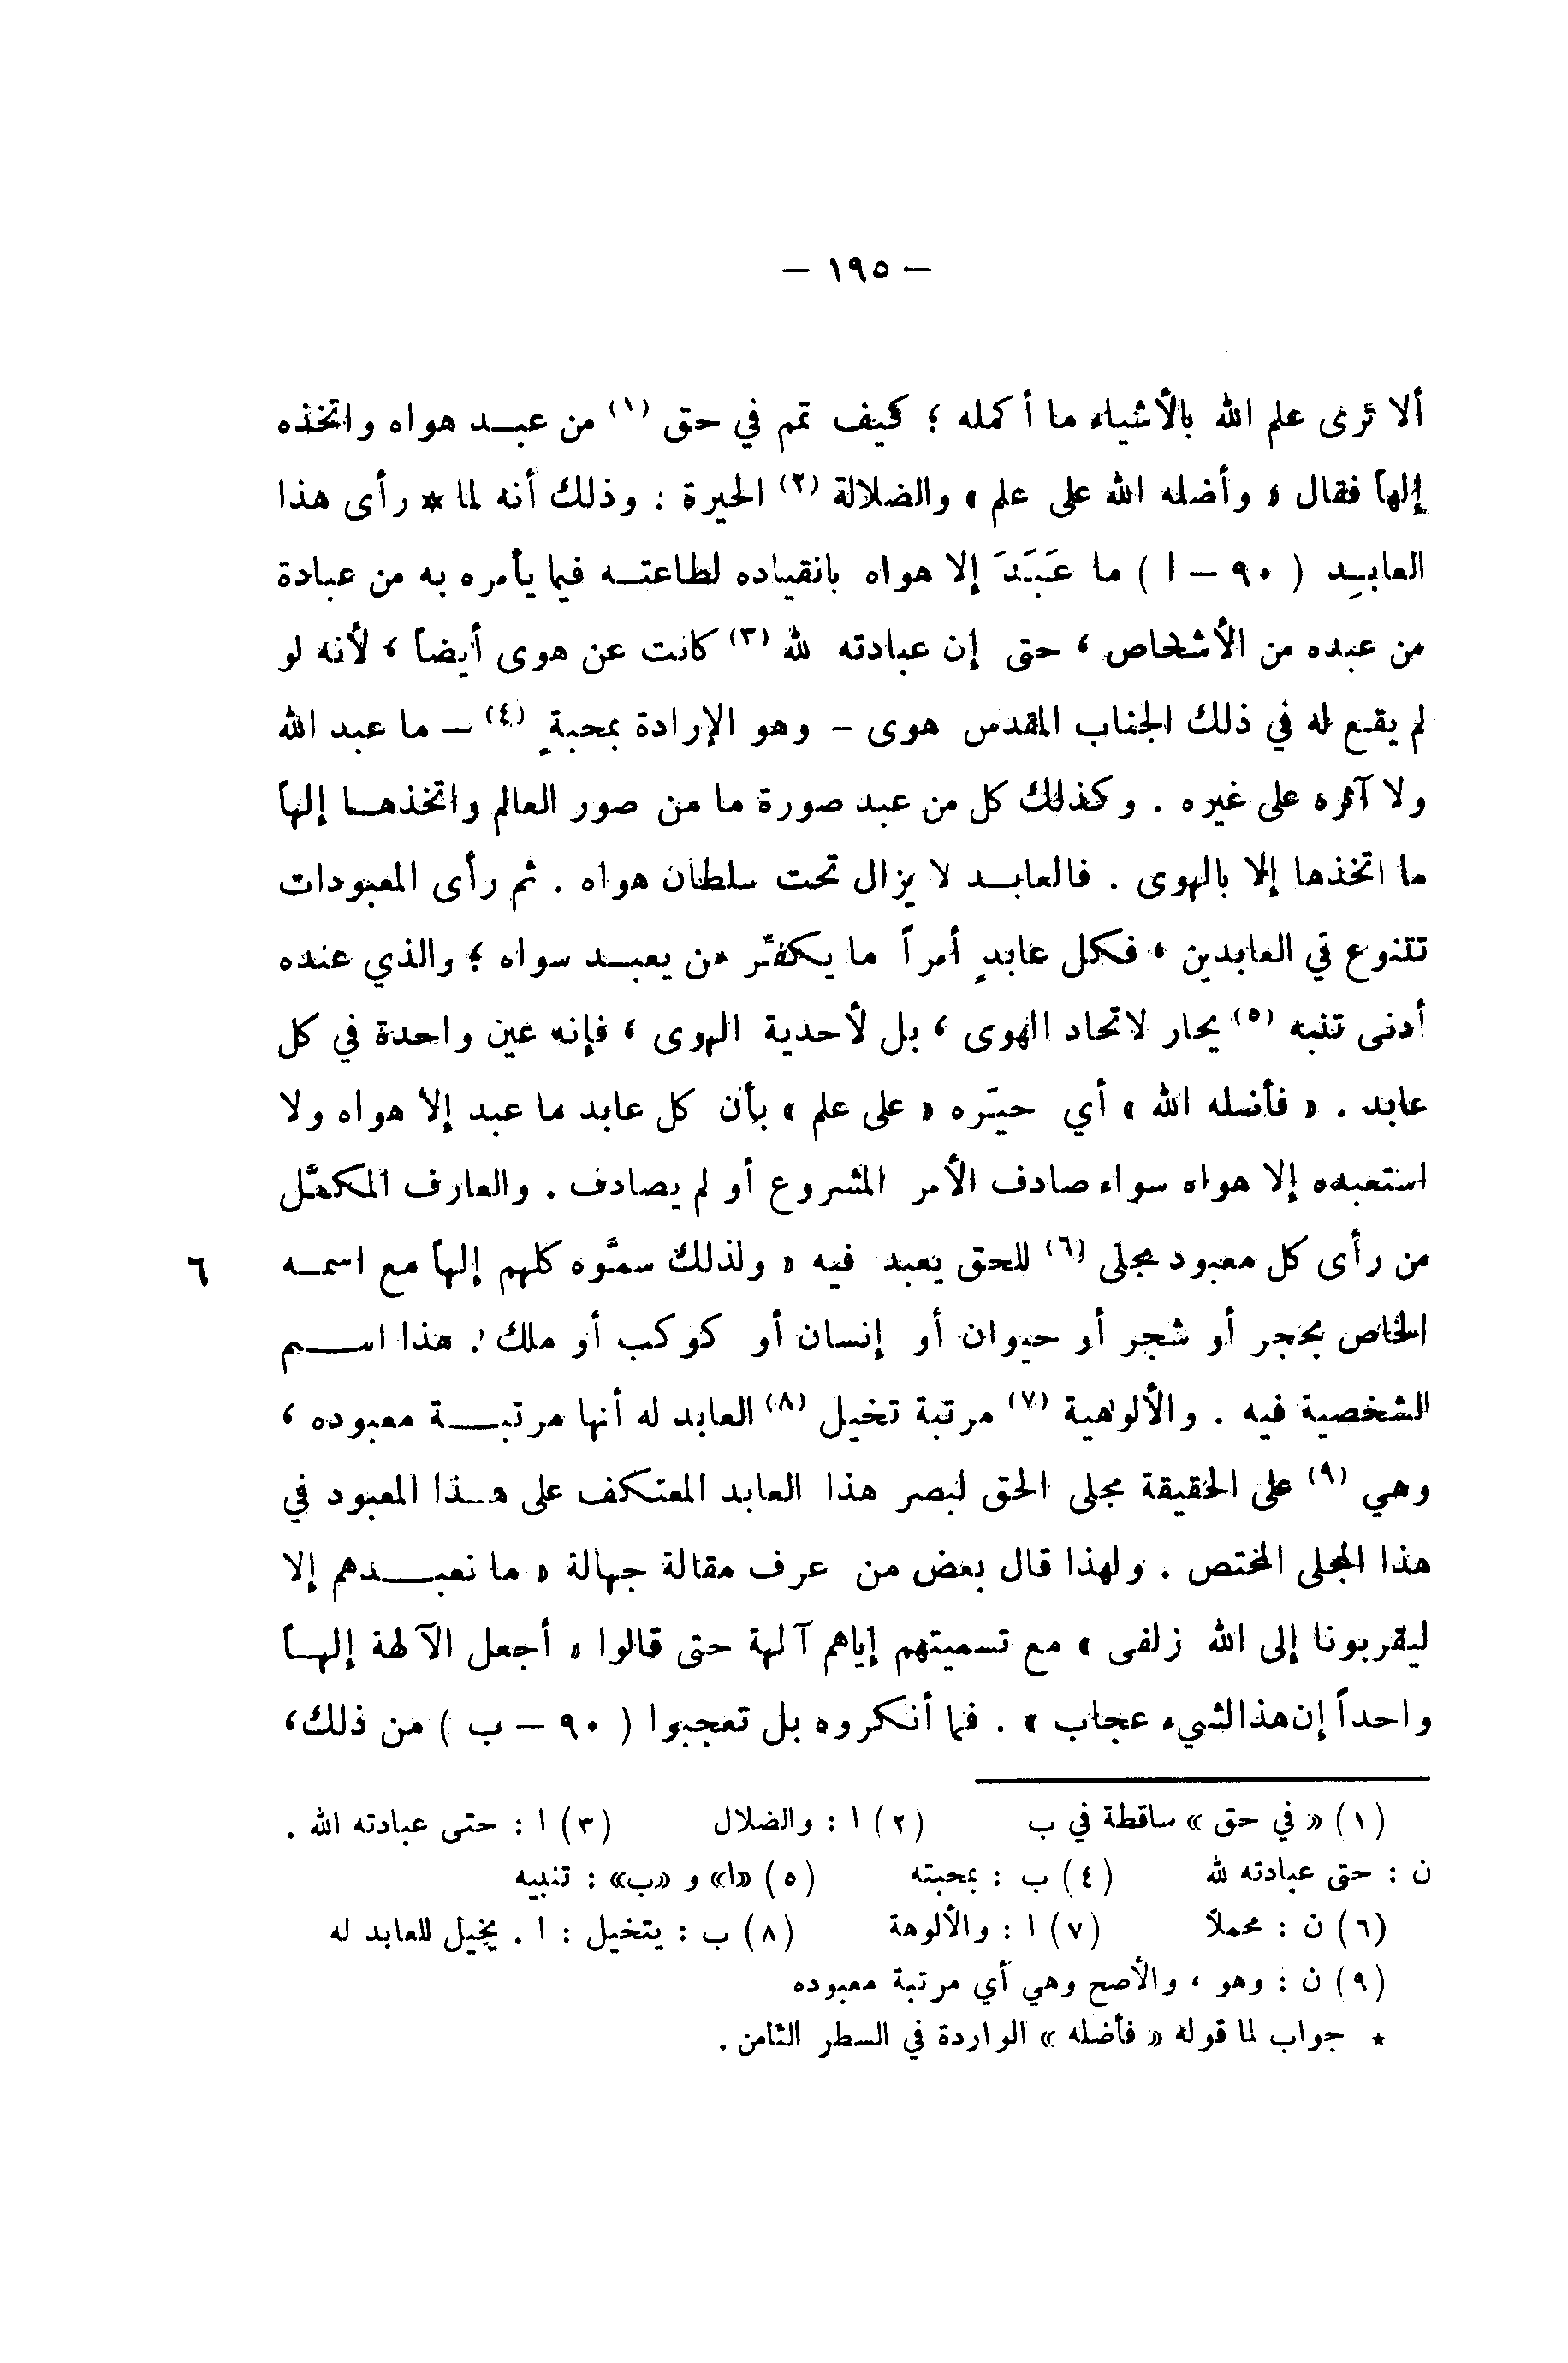 — ١٩٥ —
ألا ترى علم الله بالأشياء ما أكمله ؛ كيف تمم في حق (١) من عبد هواه واتخذه
إلهاً فقال « وأضله الله على علم » والضلالة (٢) الحيرة : وذلك أنه لما * رأى هذا
العابِد ( ٩٠ – ا ) ما عَبَدَ إلا هواه بانقياده لطاعته فيما يأمره به من عبادة
من عبده من الأشخاص ، حتى إن عبادته لله (٣) كانت عن هوى أيضاً ، لأنه لو
لم يقع له في ذلك الجناب المقدس هوى – وهو الإرادة بمحبةٍ (٤) – ما عبد الله
ولا آثره على غيره . وكذلك كل من عبد صورة ما من صور العالم واتخذها إلهاً
ما اتخذها إلا بالهوى . فالعابد لا يزال تحت سلطان هواه . ثم رأى المعبودات
تتنوع في العابدين ، فكل عابدٍ أمراً ما يكفِّر من يعبد سواه ؛ والذي عنده
أدنى تنبه (٥) يحار لاتحاد الهوى ، بل لأحدية الهوى ، فإنه عين واحدة في كل
عابد . « فأضله الله » أي حيّره « على علم » بأن كل عابد ما عبد إلا هواه ولا
استعبده إلا هواه سواء صادف الأمر المشروع أو لم يصادف . والعارف المكمَّل
من رأى كل معبود مجلى (٦) للحق يعبد فيه « ولذلك سمَّوه كلهم إلهاً مع اسمه ٦
الخاص بحجر أو شجر أو حيوان أو إنسان أو كوكب أو ملك . هذا اسم
الشخصية فيه . والألوهية (٧) مرتبة تخيل (٨) العابد له أنها مرتبة معبوده ،
وهي (٩) على الحقيقة مجلى الحق لبصر هذا العابد المعتكف على هذا المعبود في
هذا المجلى المختص . ولهذا قال بعض من عرف مقالة جهالة « ما نعبدهم إلا
ليقربونا إلى الله زلفى » مع تسميتهم إياهم آلهة حتى قالوا « أجعل الآلهة إلهاً
واحداً إن هذا لشيء عجاب » . فما أنكروه بل تعجبوا ( ٩٠ – ب ) من ذلك ،
(١) « في حق » ساقطة في ب (٢) ا : والضلال (٣) ا : حتى عبادته الله .
ن : حتى عبادته لله (٤) ب : بمحبته (٥) «ا» و «ب» : تنبيه
(٦) ن : محملاً (٧) ا : والألوهة (٨) ب : يتخيل : ا . يخيل للعابد له
(٩) ن : وهو ، والأصح وهي أي مرتبة معبوده
* جواب لما قوله « فأضله » الواردة في السطر الثامن .